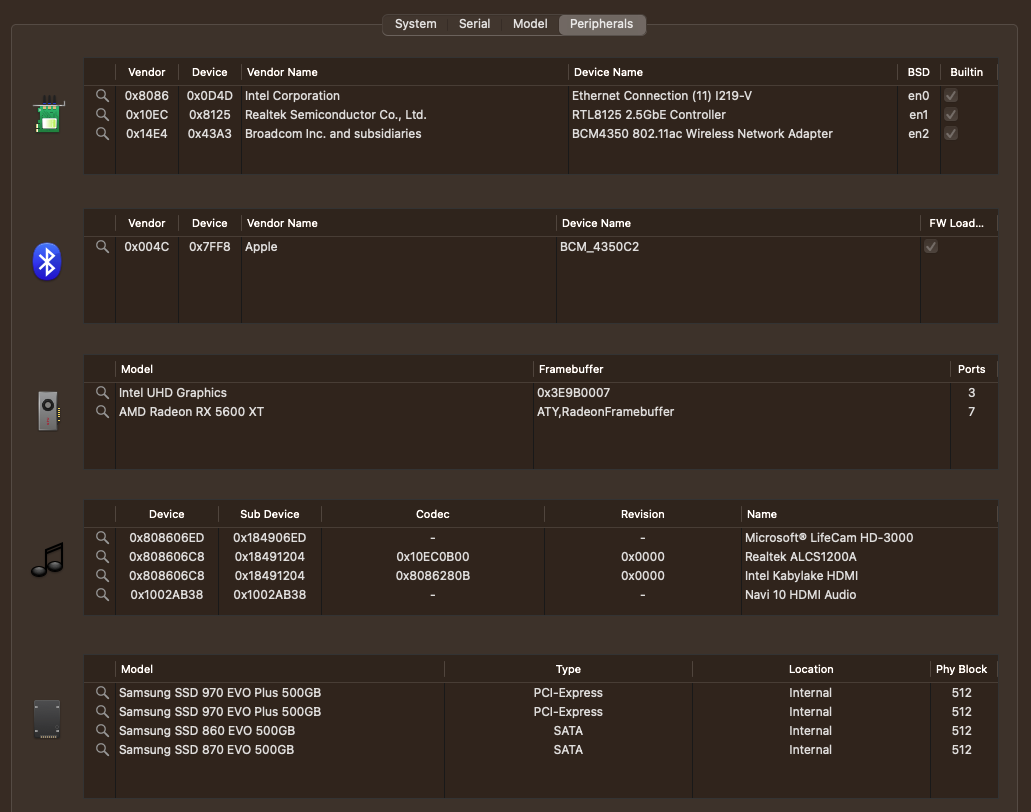 System Serial Model Peripherals
Vendor Device Vendor Name Device Name BSD Builtin
0x8086 0x0D4D Intel Corporation Ethernet Connection (11) I219-V en0
0x10EC 0x8125 Realtek Semiconductor Co., Ltd. RTL8125 2.5GbE Controller en1
0x14E4 0x43A3 Broadcom Inc. and subsidiaries BCM4350 802.11ac Wireless Network Adapter en2
Vendor Device Vendor Name Device Name FW Load...
0x004C 0x7FF8 Apple BCM_4350C2
Model Framebuffer Ports
Intel UHD Graphics 0x3E9B0007 3
AMD Radeon RX 5600 XT ATY,RadeonFramebuffer 7
Device Sub Device Codec Revision Name
0x808606ED 0x184906ED - - Microsoft® LifeCam HD-3000
0x808606C8 0x18491204 0x10EC0B00 0x0000 Realtek ALCS1200A
0x808606C8 0x18491204 0x8086280B 0x0000 Intel Kabylake HDMI
0x1002AB38 0x1002AB38 - - Navi 10 HDMI Audio
Model Type Location Phy Block
Samsung SSD 970 EVO Plus 500GB PCI-Express Internal 512
Samsung SSD 970 EVO Plus 500GB PCI-Express Internal 512
Samsung SSD 860 EVO 500GB SATA Internal 512
Samsung SSD 870 EVO 500GB SATA Internal 512